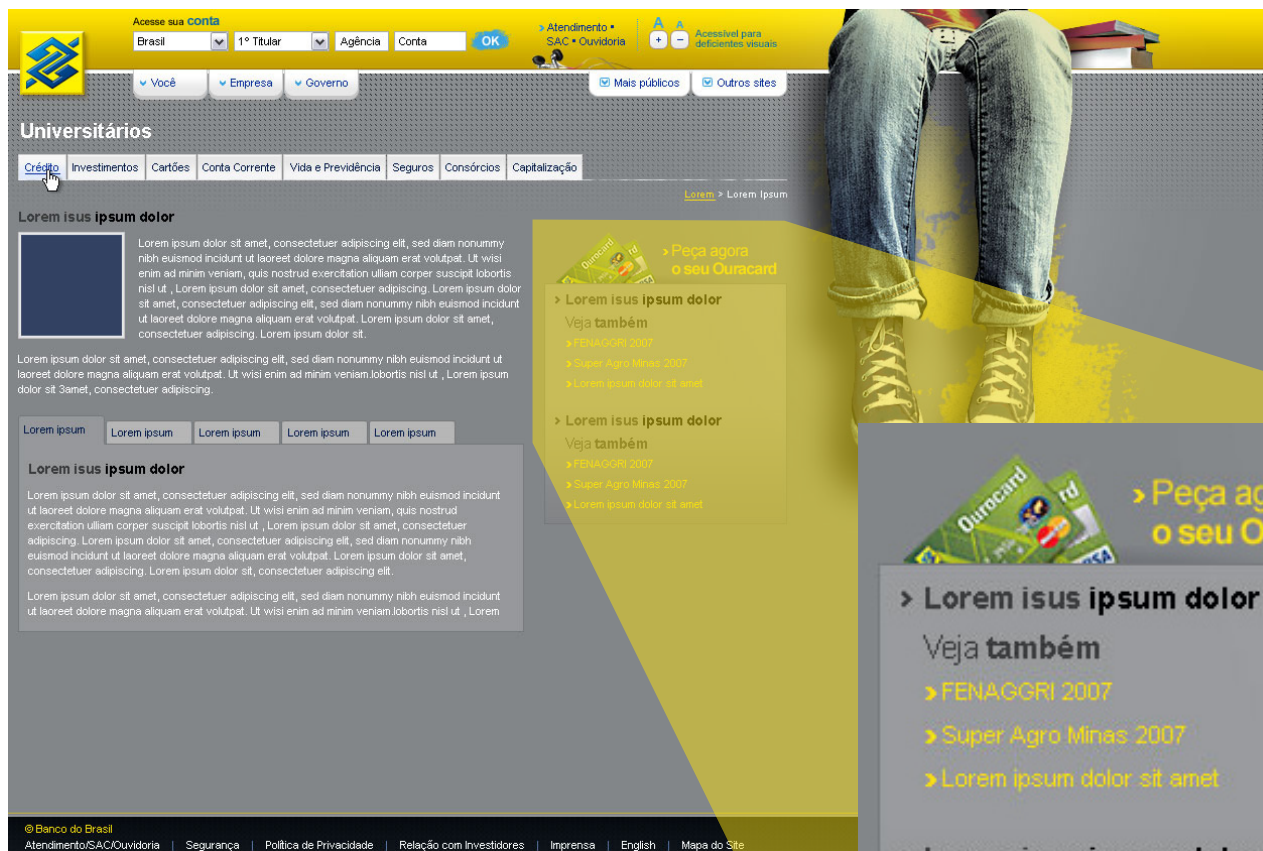 Acesse sua conta
Brasil 1º Titular Agência Conta OK
Atendimento •
SAC • Ouvidoria
A A
+ −
Acessível para
deficientes visuais
Você Empresa Governo Mais públicos Outros sites
Universitários
Crédito Investimentos Cartões Conta Corrente Vida e Previdência Seguros Consórcios Capitalização
Lorem > Lorem Ipsum
Lorem isus ipsum dolor
Lorem ipsum dolor sit amet, consectetuer adipiscing elit, sed diam nonummy
nibh euismod incidunt ut laoreet dolore magna aliquam erat volutpat. Ut wisi
enim ad minim veniam, quis nostrud exercitation ulliam corper suscipit lobortis
nisl ut , Lorem ipsum dolor sit amet, consectetuer adipiscing. Lorem ipsum dolor
sit amet, consectetuer adipiscing elit, sed diam nonummy nibh euismod incidunt
ut laoreet dolore magna aliquam erat volutpat. Lorem ipsum dolor sit amet,
consectetuer adipiscing. Lorem ipsum dolor sit.
Lorem ipsum dolor sit amet, consectetuer adipiscing elit, sed diam nonummy nibh euismod incidunt ut
laoreet dolore magna aliquam erat volutpat. Ut wisi enim ad minim veniam.lobortis nisl ut , Lorem ipsum
dolor sit 3amet, consectetuer adipiscing.
Lorem ipsum Lorem ipsum Lorem ipsum Lorem ipsum Lorem ipsum
Lorem isus ipsum dolor
Lorem ipsum dolor sit amet, consectetuer adipiscing elit, sed diam nonummy nibh euismod incidunt
ut laoreet dolore magna aliquam erat volutpat. Ut wisi enim ad minim veniam, quis nostrud
exercitation ulliam corper suscipit lobortis nisl ut , Lorem ipsum dolor sit amet, consectetuer
adipiscing. Lorem ipsum dolor sit amet, consectetuer adipiscing elit, sed diam nonummy nibh
euismod incidunt ut laoreet dolore magna aliquam erat volutpat. Lorem ipsum dolor sit amet,
consectetuer adipiscing. Lorem ipsum dolor sit, consectetuer adipiscing elit.
Lorem ipsum dolor sit amet, consectetuer adipiscing elit, sed diam nonummy nibh euismod incidunt
ut laoreet dolore magna aliquam erat volutpat. Ut wisi enim ad minim veniam.lobortis nisl ut , Lorem
Ourocard rd
Peça agora
o seu Ouracard
Lorem isus ipsum dolor
Veja também
FENAGGRI 2007
Super Agro Minas 2007
Lorem ipsum dolor sit amet
Lorem isus ipsum dolor
Veja também
FENAGGRI 2007
Super Agro Minas 2007
Lorem ipsum dolor sit amet
Ourocard rd
Peça ag
o seu O
VISA
Lorem isus ipsum dolor
Veja também
FENAGGRI 2007
Super Agro Minas 2007
Lorem ipsum dolor sit amet
© Banco do Brasil
Atendimento/SAC/Ouvidoria | Segurança | Política de Privacidade | Relação com Investidores | Imprensa | English | Mapa do Site